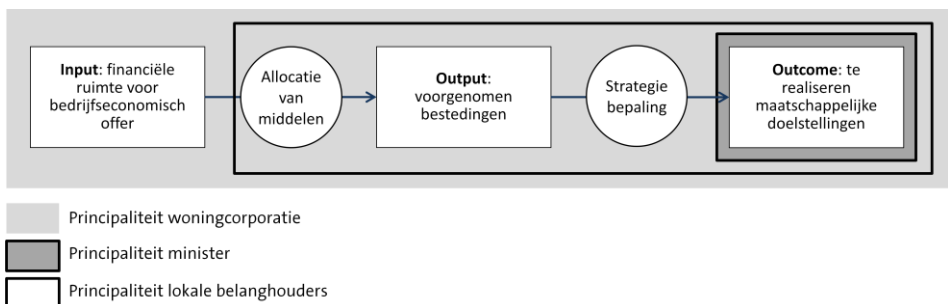 Input: financiële
ruimte voor
bedrijfseconomisch
offer
Allocatie
van
middelen
Output:
voorgenomen
bestedingen
Strategie
bepaling
Outcome: te
realiseren
maatschappelijke
doelstellingen
Principaliteit woningcorporatie
Principaliteit minister
Principaliteit lokale belanghouders